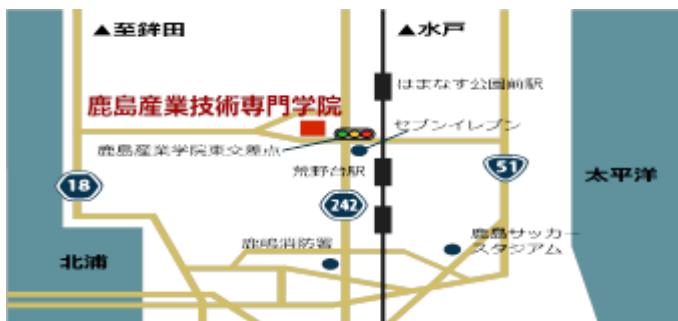 ▲至鉾田
▲水戸
はまなす公園前駅
鹿島産業技術専門学院
セブンイレブン
鹿島産業学院東交差点
荒野台駅
51
太平洋
18
242
鹿島サッカー
スタジアム
鹿嶋消防署
北浦